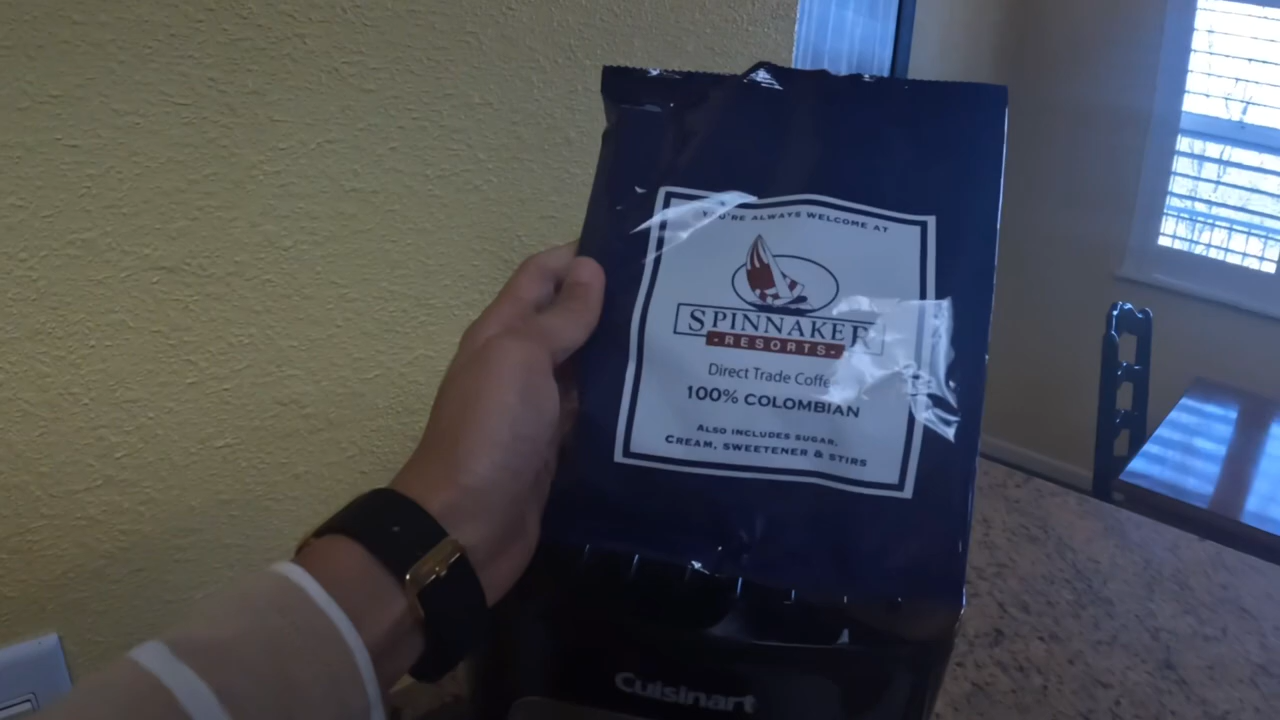 YOU'RE ALWAYS WELCOME AT
SPINNAKER
-RESORTS-
Direct Trade Coffee
100% COLOMBIAN
ALSO INCLUDES SUGAR,
CREAM, SWEETENER & STIRS
Cuisinart